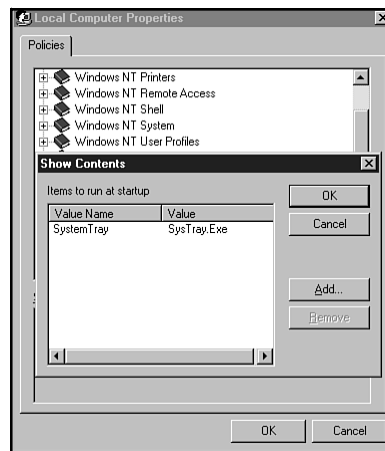 Local Computer Properties
Policies
Windows NT Printers
Windows NT Remote Access
Windows NT Shell
Windows NT System
Windows NT User Profiles
Show Contents
Items to run at startup
OK
Value Name Value
Cancel
SystemTray SysTray.Exe
Add...
Remove
OK Cancel